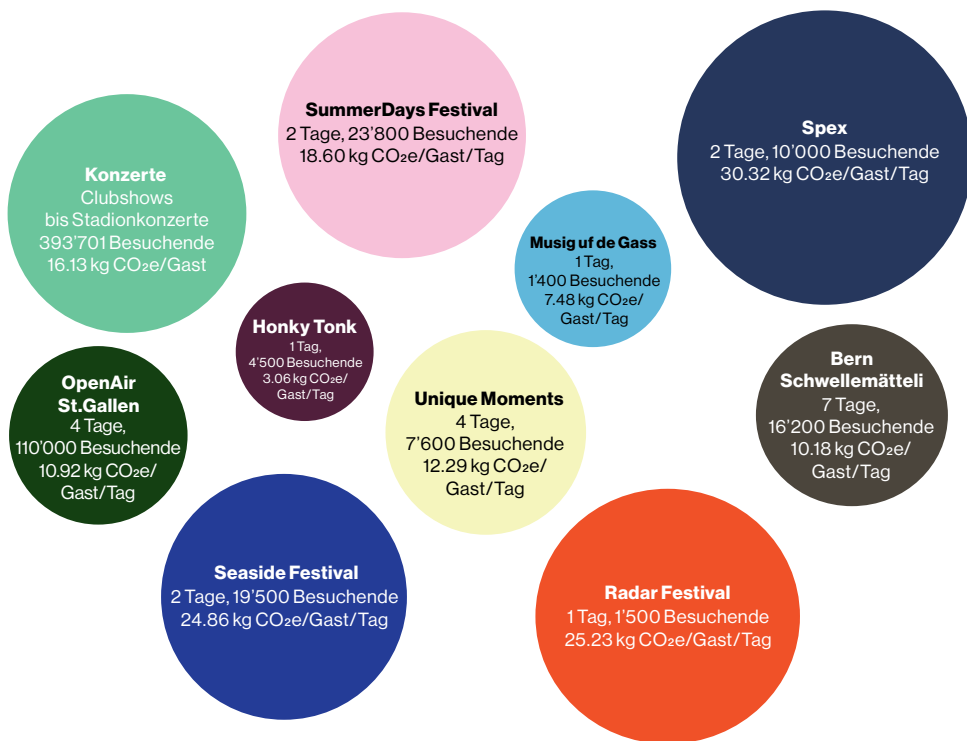 SummerDays Festival
2 Tage, 23’800 Besuchende
18.60 kg CO₂e/Gast/Tag
Spex
2 Tage, 10’000 Besuchende
30.32 kg CO₂e/Gast/Tag
Konzerte
Clubshows
bis Stadionkonzerte
393’701 Besuchende
16.13 kg CO₂e/Gast
Musig uf de Gass
1 Tag,
1’400 Besuchende
7.48 kg CO₂e/
Gast/Tag
Honky Tonk
1 Tag,
4’500 Besuchende
3.06 kg CO₂e/
Gast/Tag
OpenAir
St.Gallen
4 Tage,
110’000 Besuchende
10.92 kg CO₂e/
Gast/Tag
Unique Moments
4 Tage,
7’600 Besuchende
12.29 kg CO₂e/
Gast/Tag
Bern
Schwellemätteli
7 Tage,
16’200 Besuchende
10.18 kg CO₂e/
Gast/Tag
Seaside Festival
2 Tage, 19’500 Besuchende
24.86 kg CO₂e/Gast/Tag
Radar Festival
1 Tag, 1’500 Besuchende
25.23 kg CO₂e/Gast/Tag